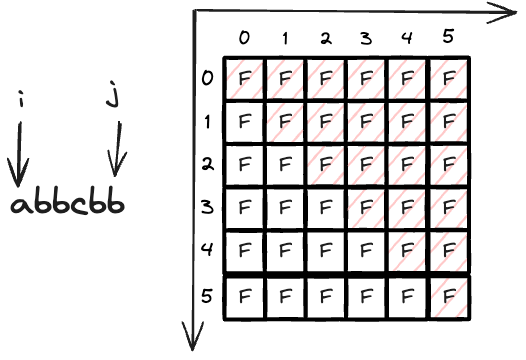 0 1 2 3 4 5
i j
abbcbb
0 F F F F F F
1 F F F F F F
2 F F F F F F
3 F F F F F F
4 F F F F F F
5 F F F F F F